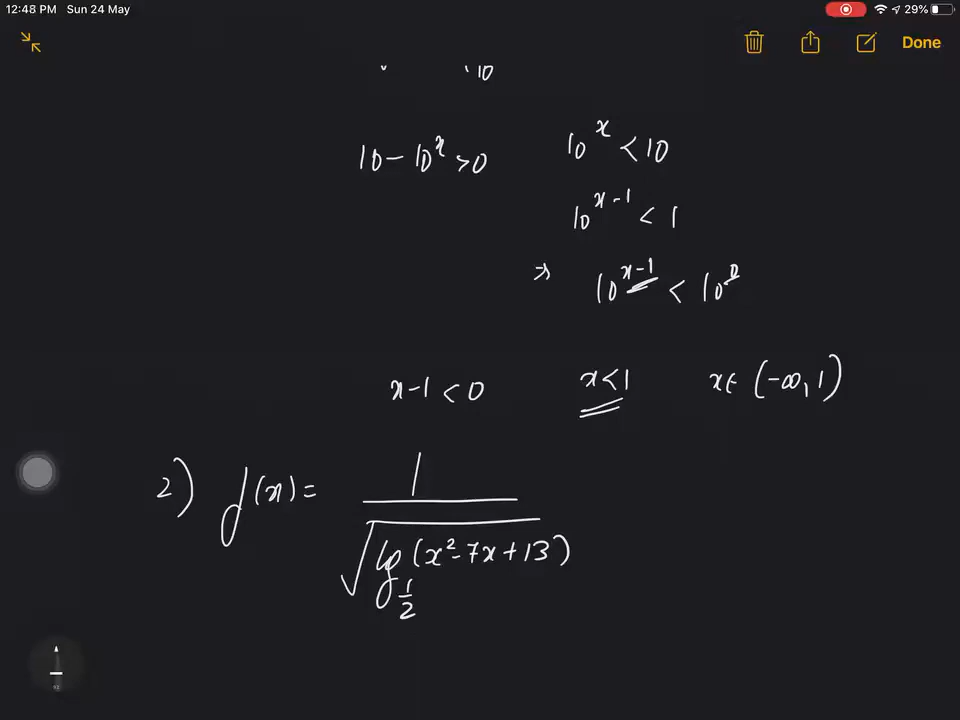 12:48 PM Sun 24 May 29%
Done
10
10 - 10^x > 0 10^x < 10
10^(x-1) < 1
⇒ 10^(x-1) < 10^0
x-1 < 0 x < 1 x ∈ (-∞, 1)
2) f(x) = 1/√(log_(1/2) (x² - 7x + 13))